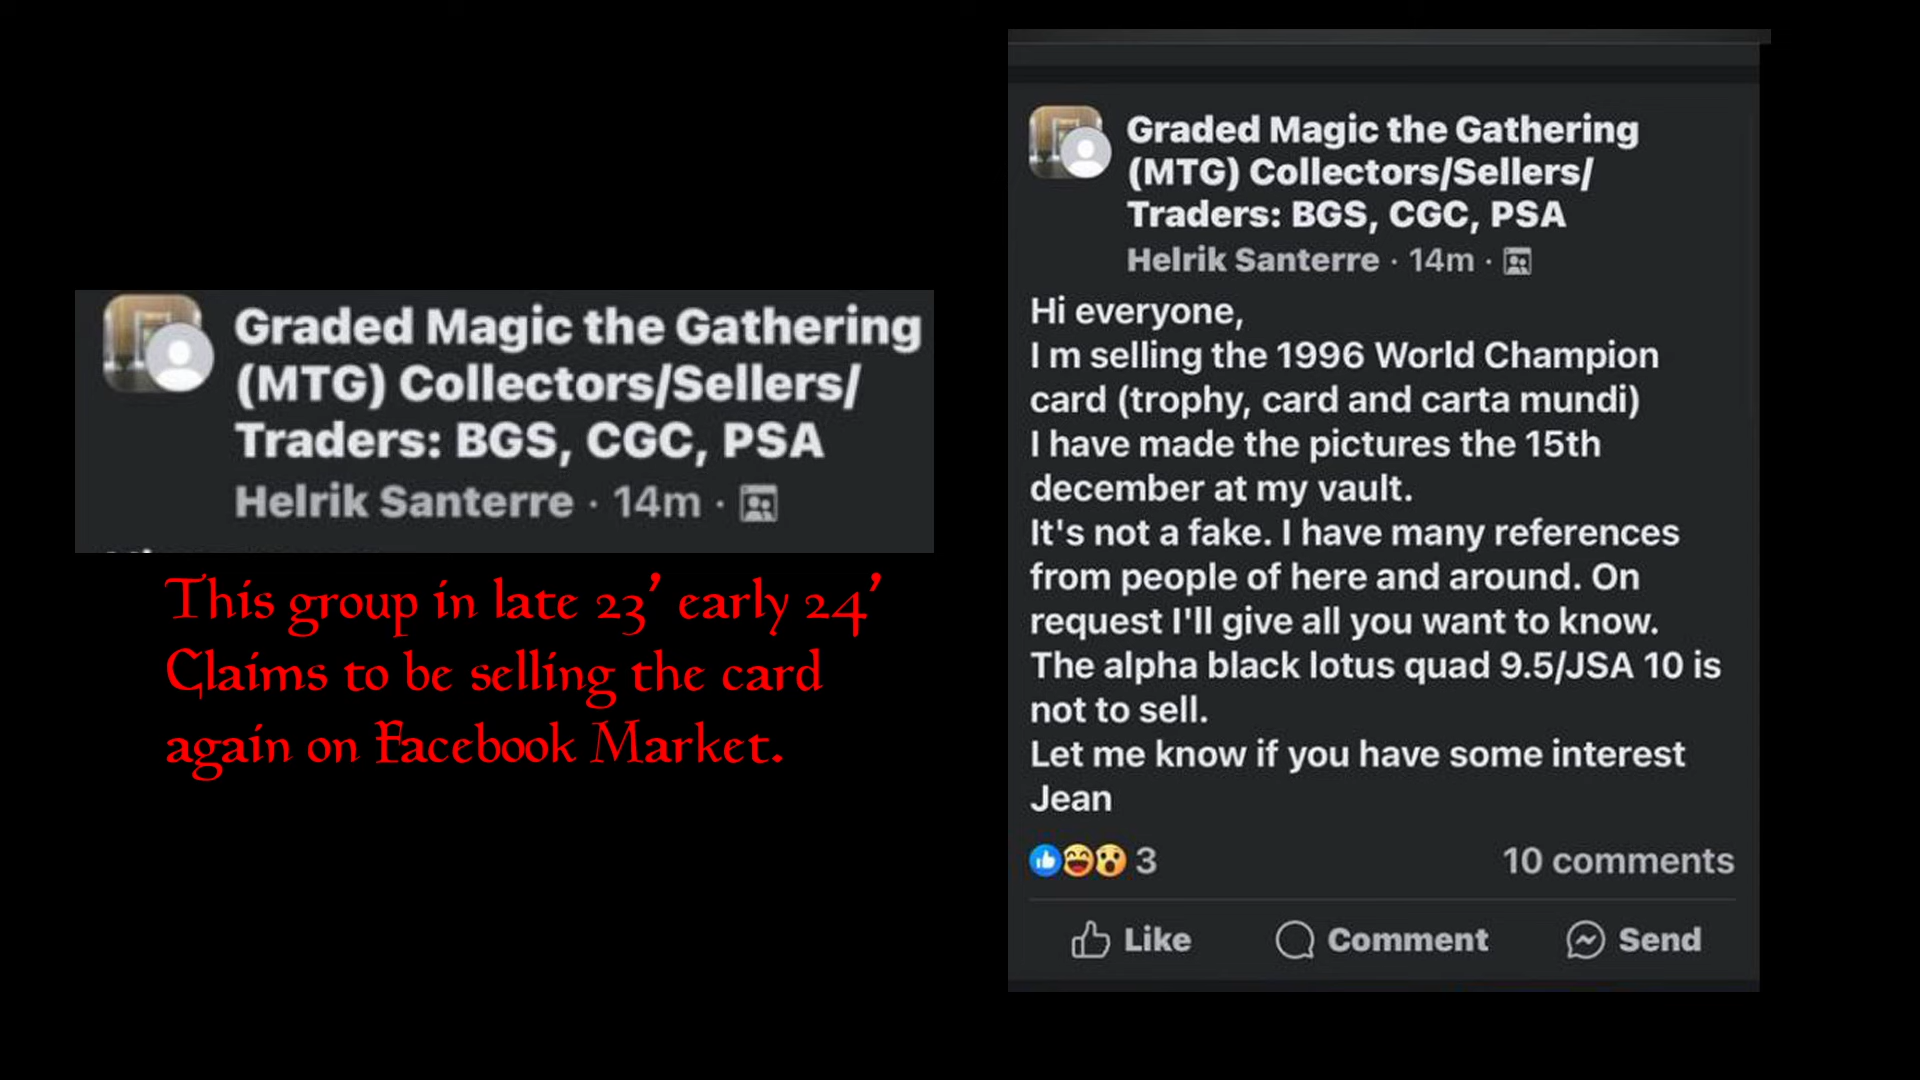 Graded Magic the Gathering
(MTG) Collectors/Sellers/
Traders: BGS, CGC, PSA
Helrik Santerre · 14m ·
This group in late 23' early 24'
Claims to be selling the card
again on Facebook Market.
Graded Magic the Gathering
(MTG) Collectors/Sellers/
Traders: BGS, CGC, PSA
Helrik Santerre · 14m ·
Hi everyone,
I m selling the 1996 World Champion
card (trophy, card and carta mundi)
I have made the pictures the 15th
december at my vault.
It's not a fake. I have many references
from people of here and around. On
request I'll give all you want to know.
The alpha black lotus quad 9.5/JSA 10 is
not to sell.
Let me know if you have some interest
Jean
3 10 comments
Like Comment Send